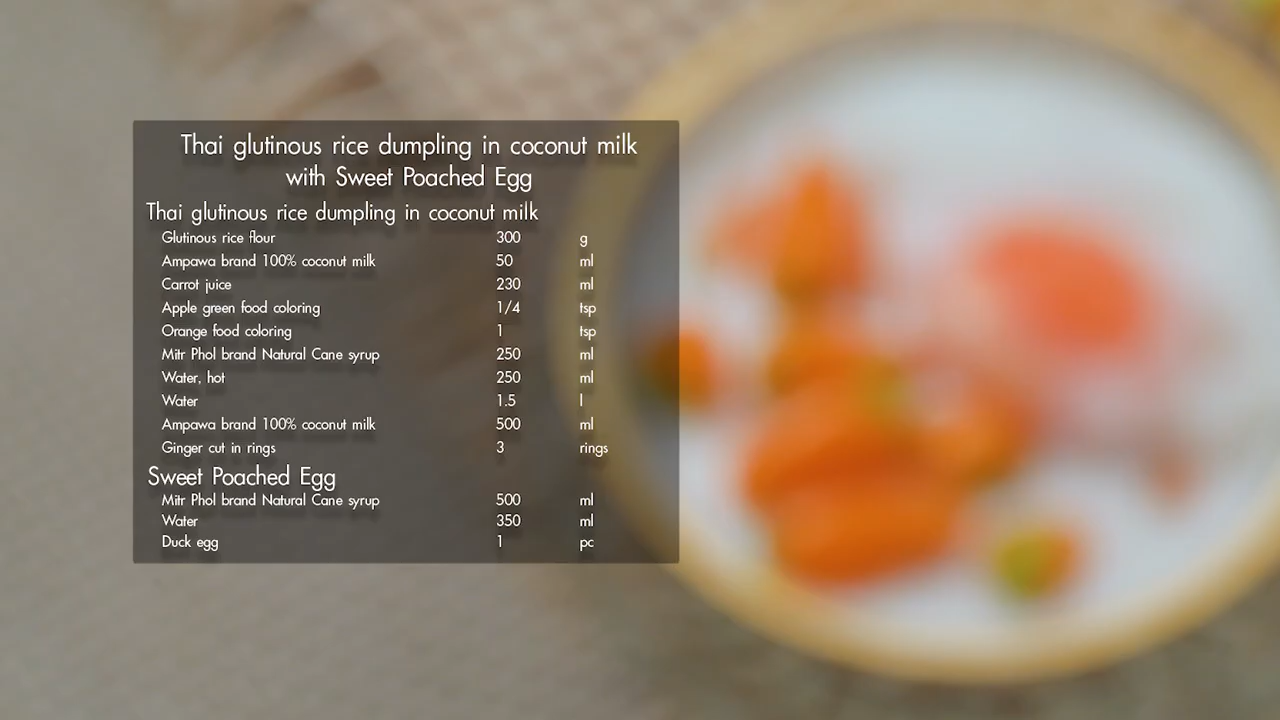 Thai glutinous rice dumpling in coconut milk
with Sweet Poached Egg
Thai glutinous rice dumpling in coconut milk
Glutinous rice flour 300 g
Ampawa brand 100% coconut milk 50 ml
Carrot juice 230 ml
Apple green food coloring 1/4 tsp
Orange food coloring 1 tsp
Mitr Phol brand Natural Cane syrup 250 ml
Water, hot 250 ml
Water 1.5 l
Ampawa brand 100% coconut milk 500 ml
Ginger cut in rings 3 rings
Sweet Poached Egg
Mitr Phol brand Natural Cane syrup 500 ml
Water 350 ml
Duck egg 1 pc